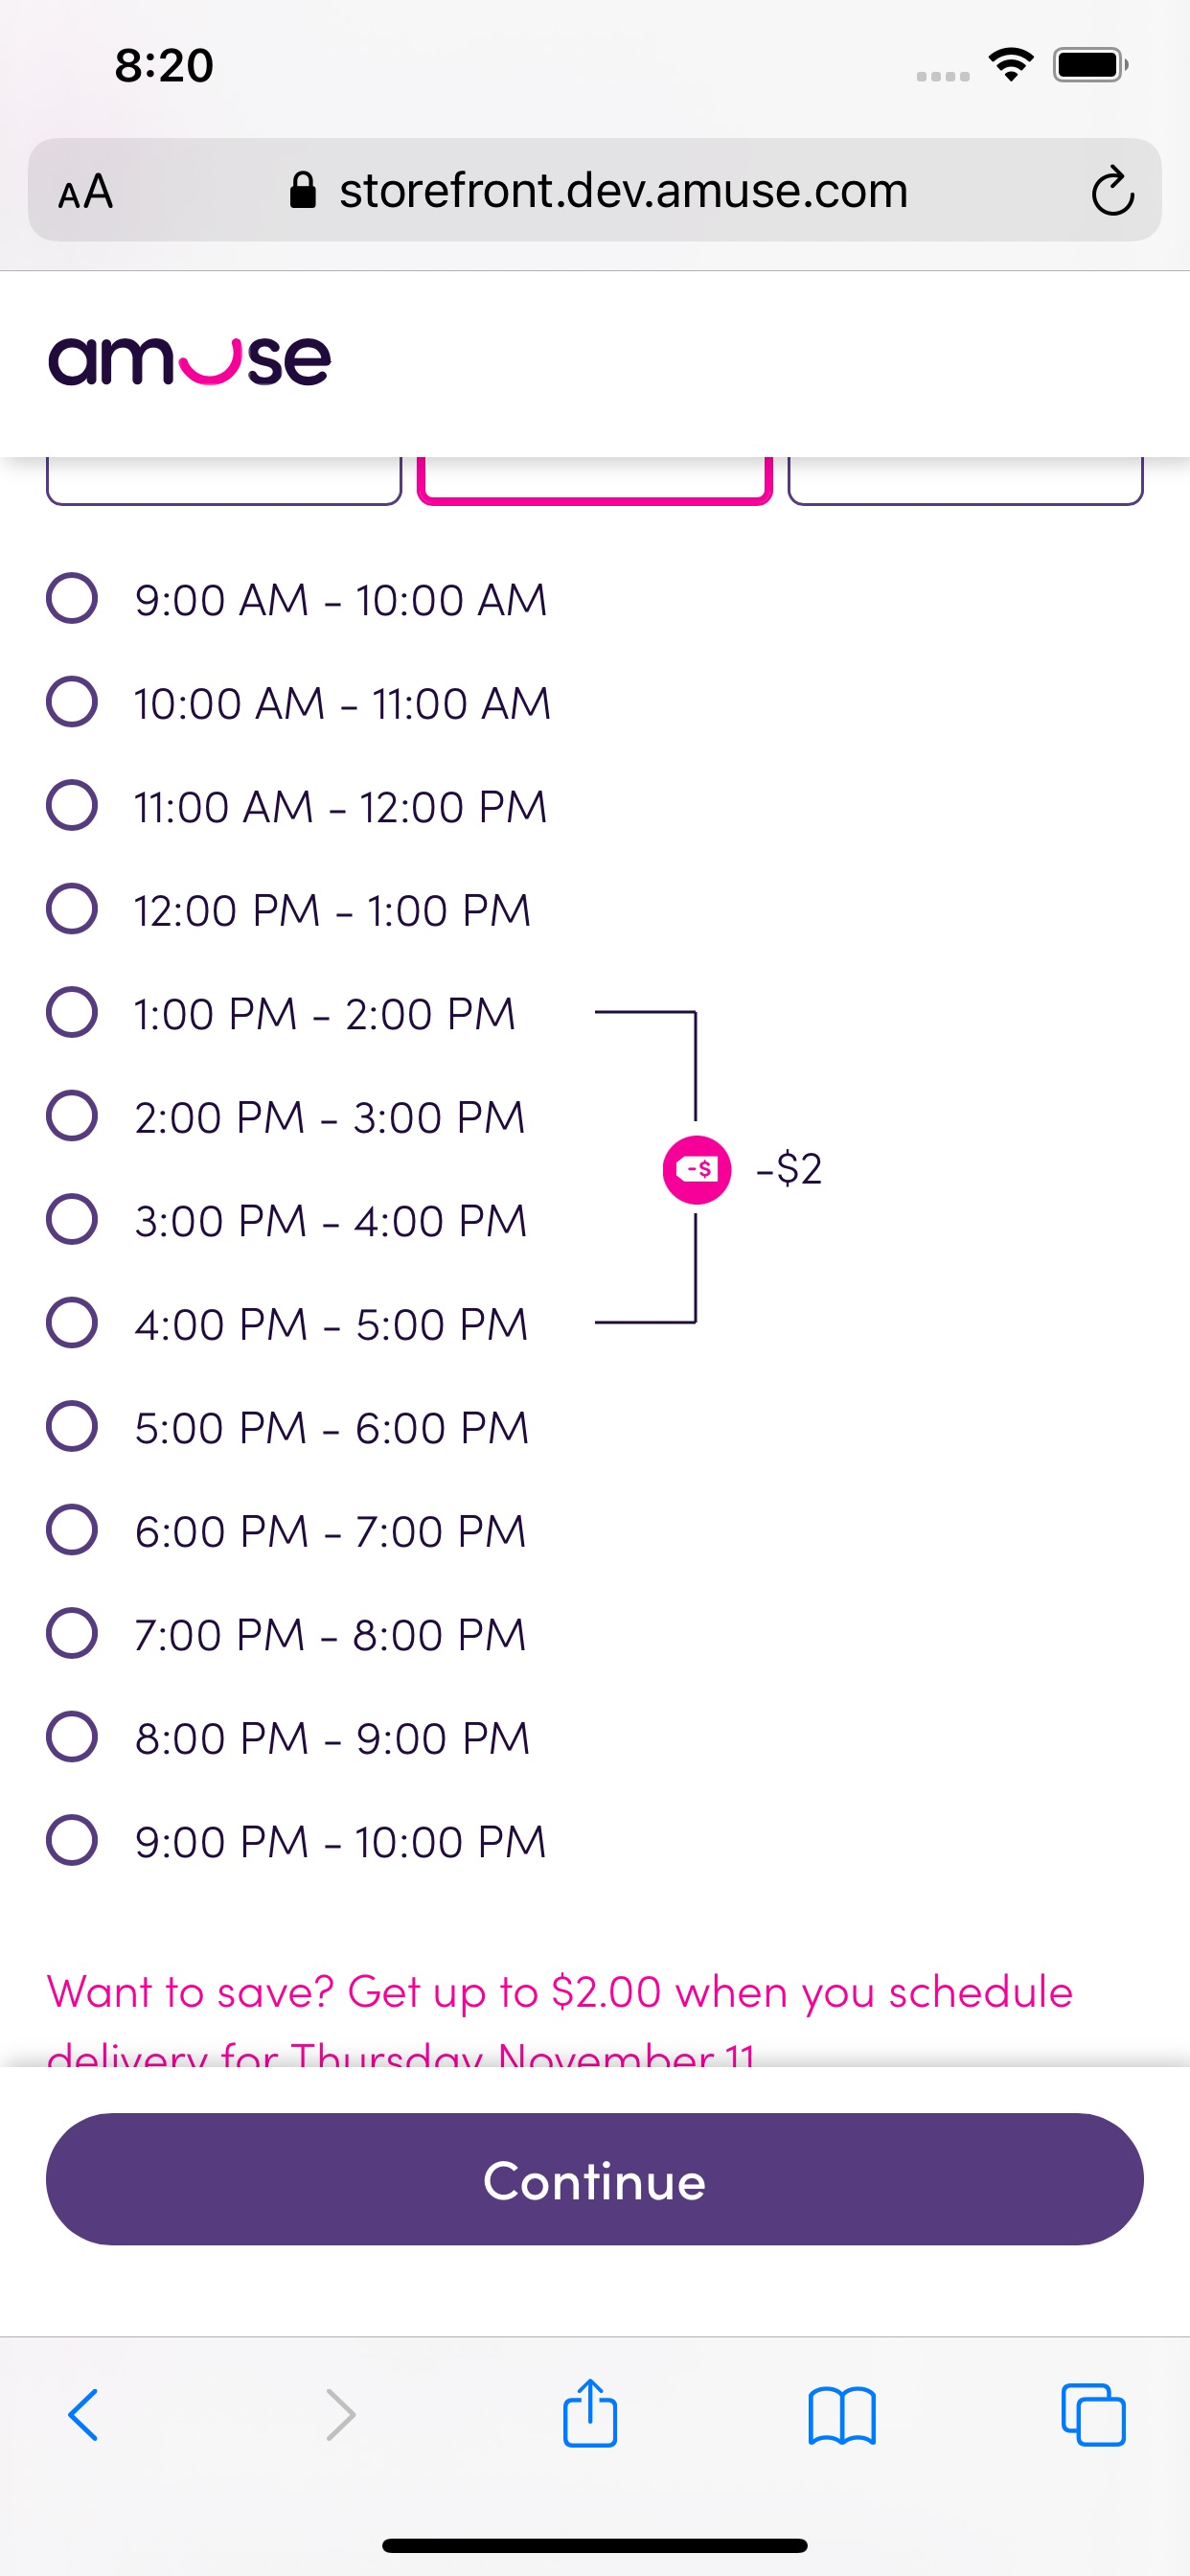 8:20
AA storefront.dev.amuse.com
amuse
9:00 AM - 10:00 AM
10:00 AM - 11:00 AM
11:00 AM - 12:00 PM
12:00 PM - 1:00 PM
1:00 PM - 2:00 PM
2:00 PM - 3:00 PM
-$ -$2
3:00 PM - 4:00 PM
4:00 PM - 5:00 PM
5:00 PM - 6:00 PM
6:00 PM - 7:00 PM
7:00 PM - 8:00 PM
8:00 PM - 9:00 PM
9:00 PM - 10:00 PM
Want to save? Get up to $2.00 when you schedule
delivery for Thursday November 11
Continue